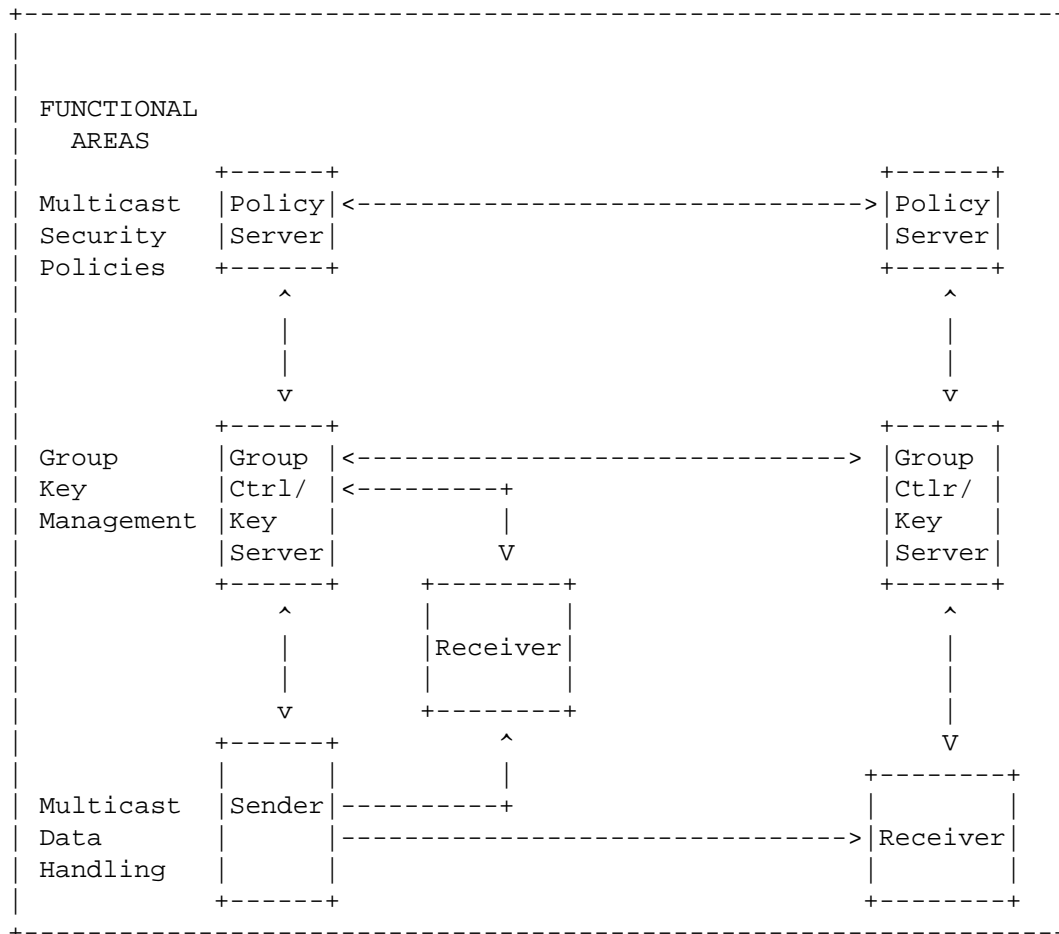 FUNCTIONAL
AREAS
Multicast |Policy|<------------------------------->|Policy|
Security |Server| |Server|
Policies
Group |Group |<------------------------------> |Group |
Key |Ctrl/ |<---------+ |Ctlr/ |
Management |Key | | |Key |
|Server| V |Server|
|Receiver|
Multicast |Sender|----------+
Data | |-------------------------------->|Receiver|
Handling